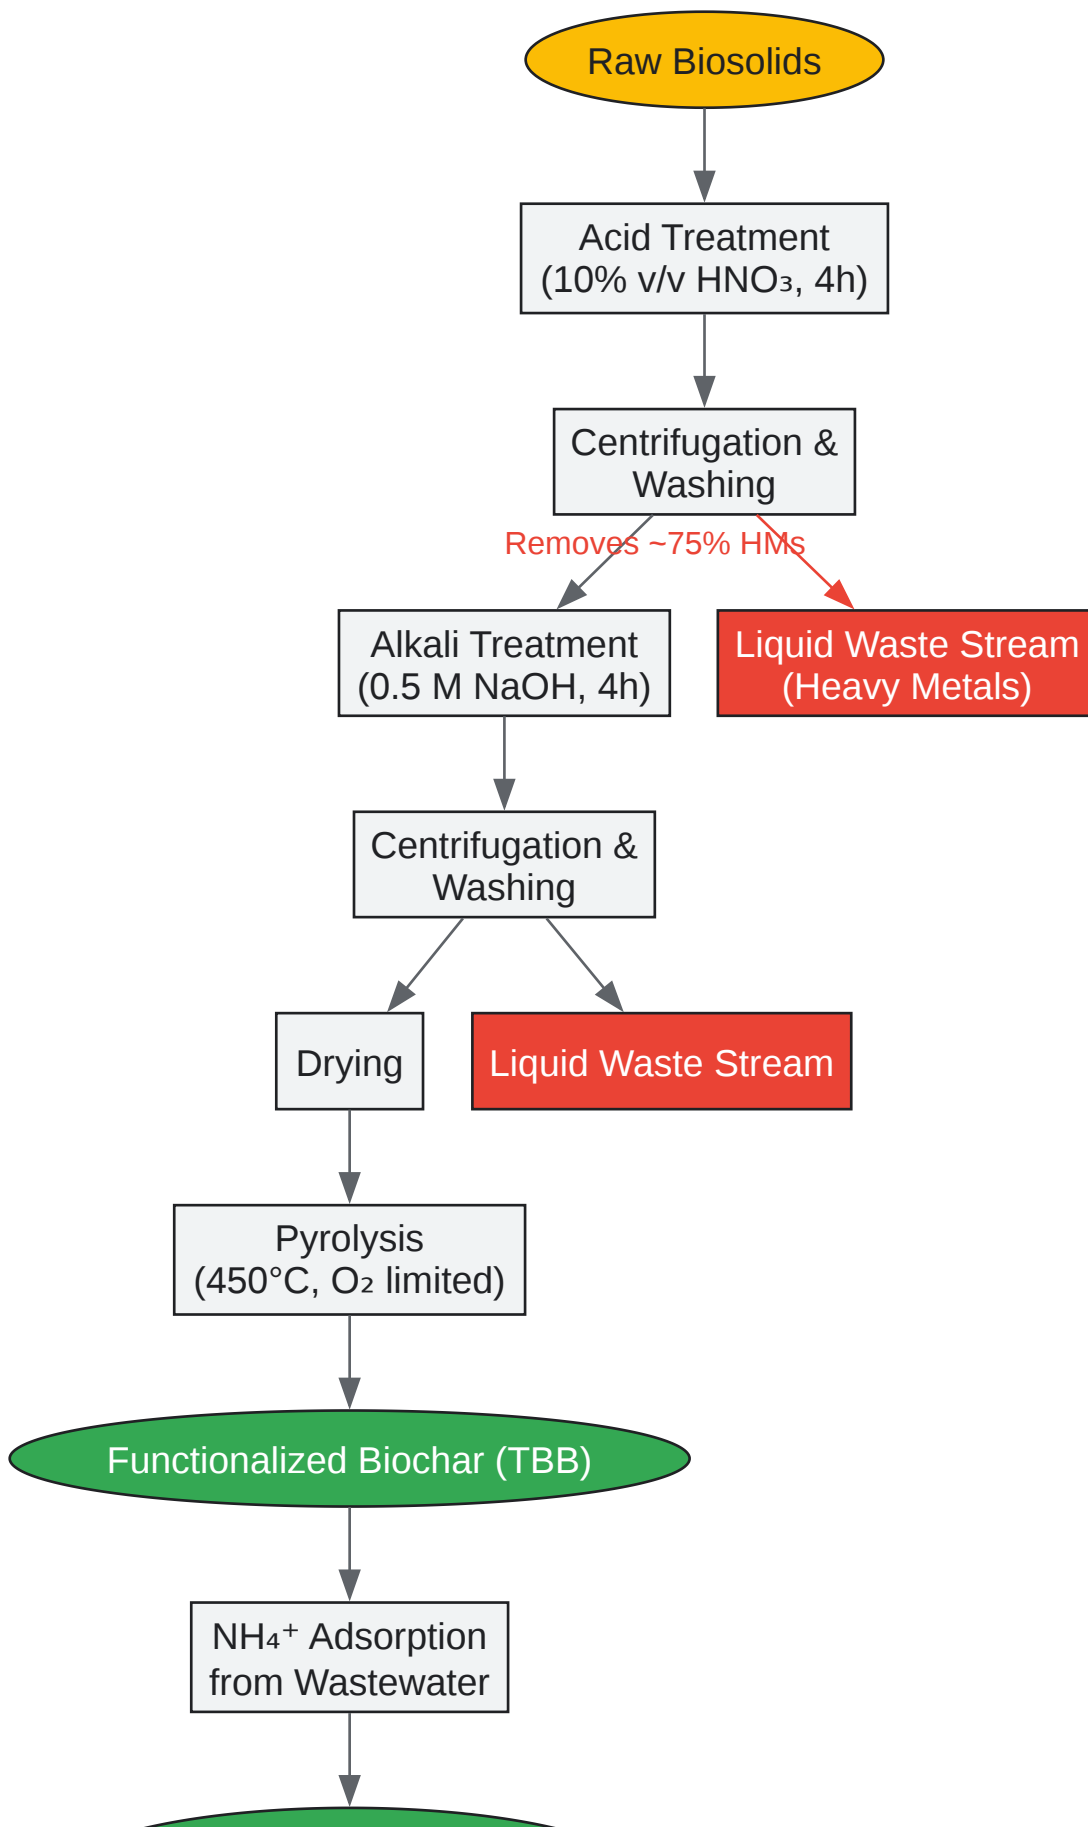 Raw Biosolids
Acid Treatment
(10% v/v HNO₃, 4h)
Centrifugation &
Washing
Removes ~75% HMs
Alkali Treatment
(0.5 M NaOH, 4h)
Liquid Waste Stream
(Heavy Metals)
Centrifugation &
Washing
Drying
Liquid Waste Stream
Pyrolysis
(450°C, O₂ limited)
Functionalized Biochar (TBB)
NH₄⁺ Adsorption
from Wastewater